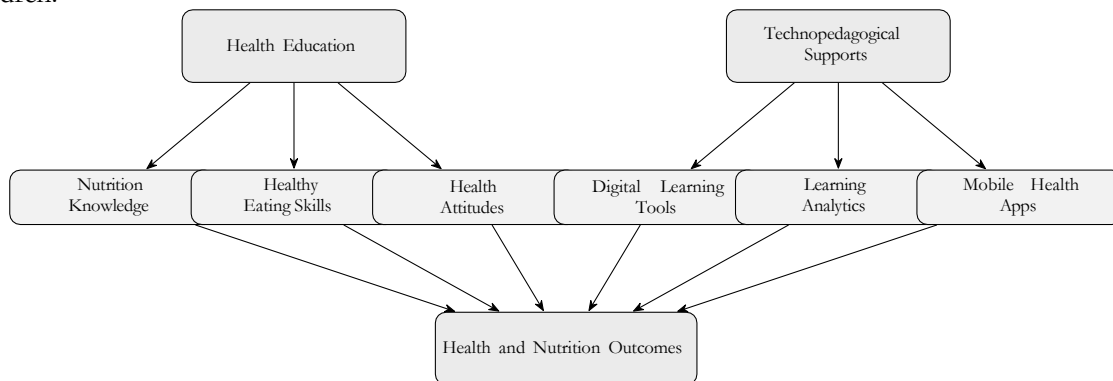 Health Education
Technopedagogical
Supports
Nutrition
Knowledge
Healthy
Eating Skills
Health
Attitudes
Digital Learning
Tools
Learning
Analytics
Mobile Health
Apps
Health and Nutrition Outcomes